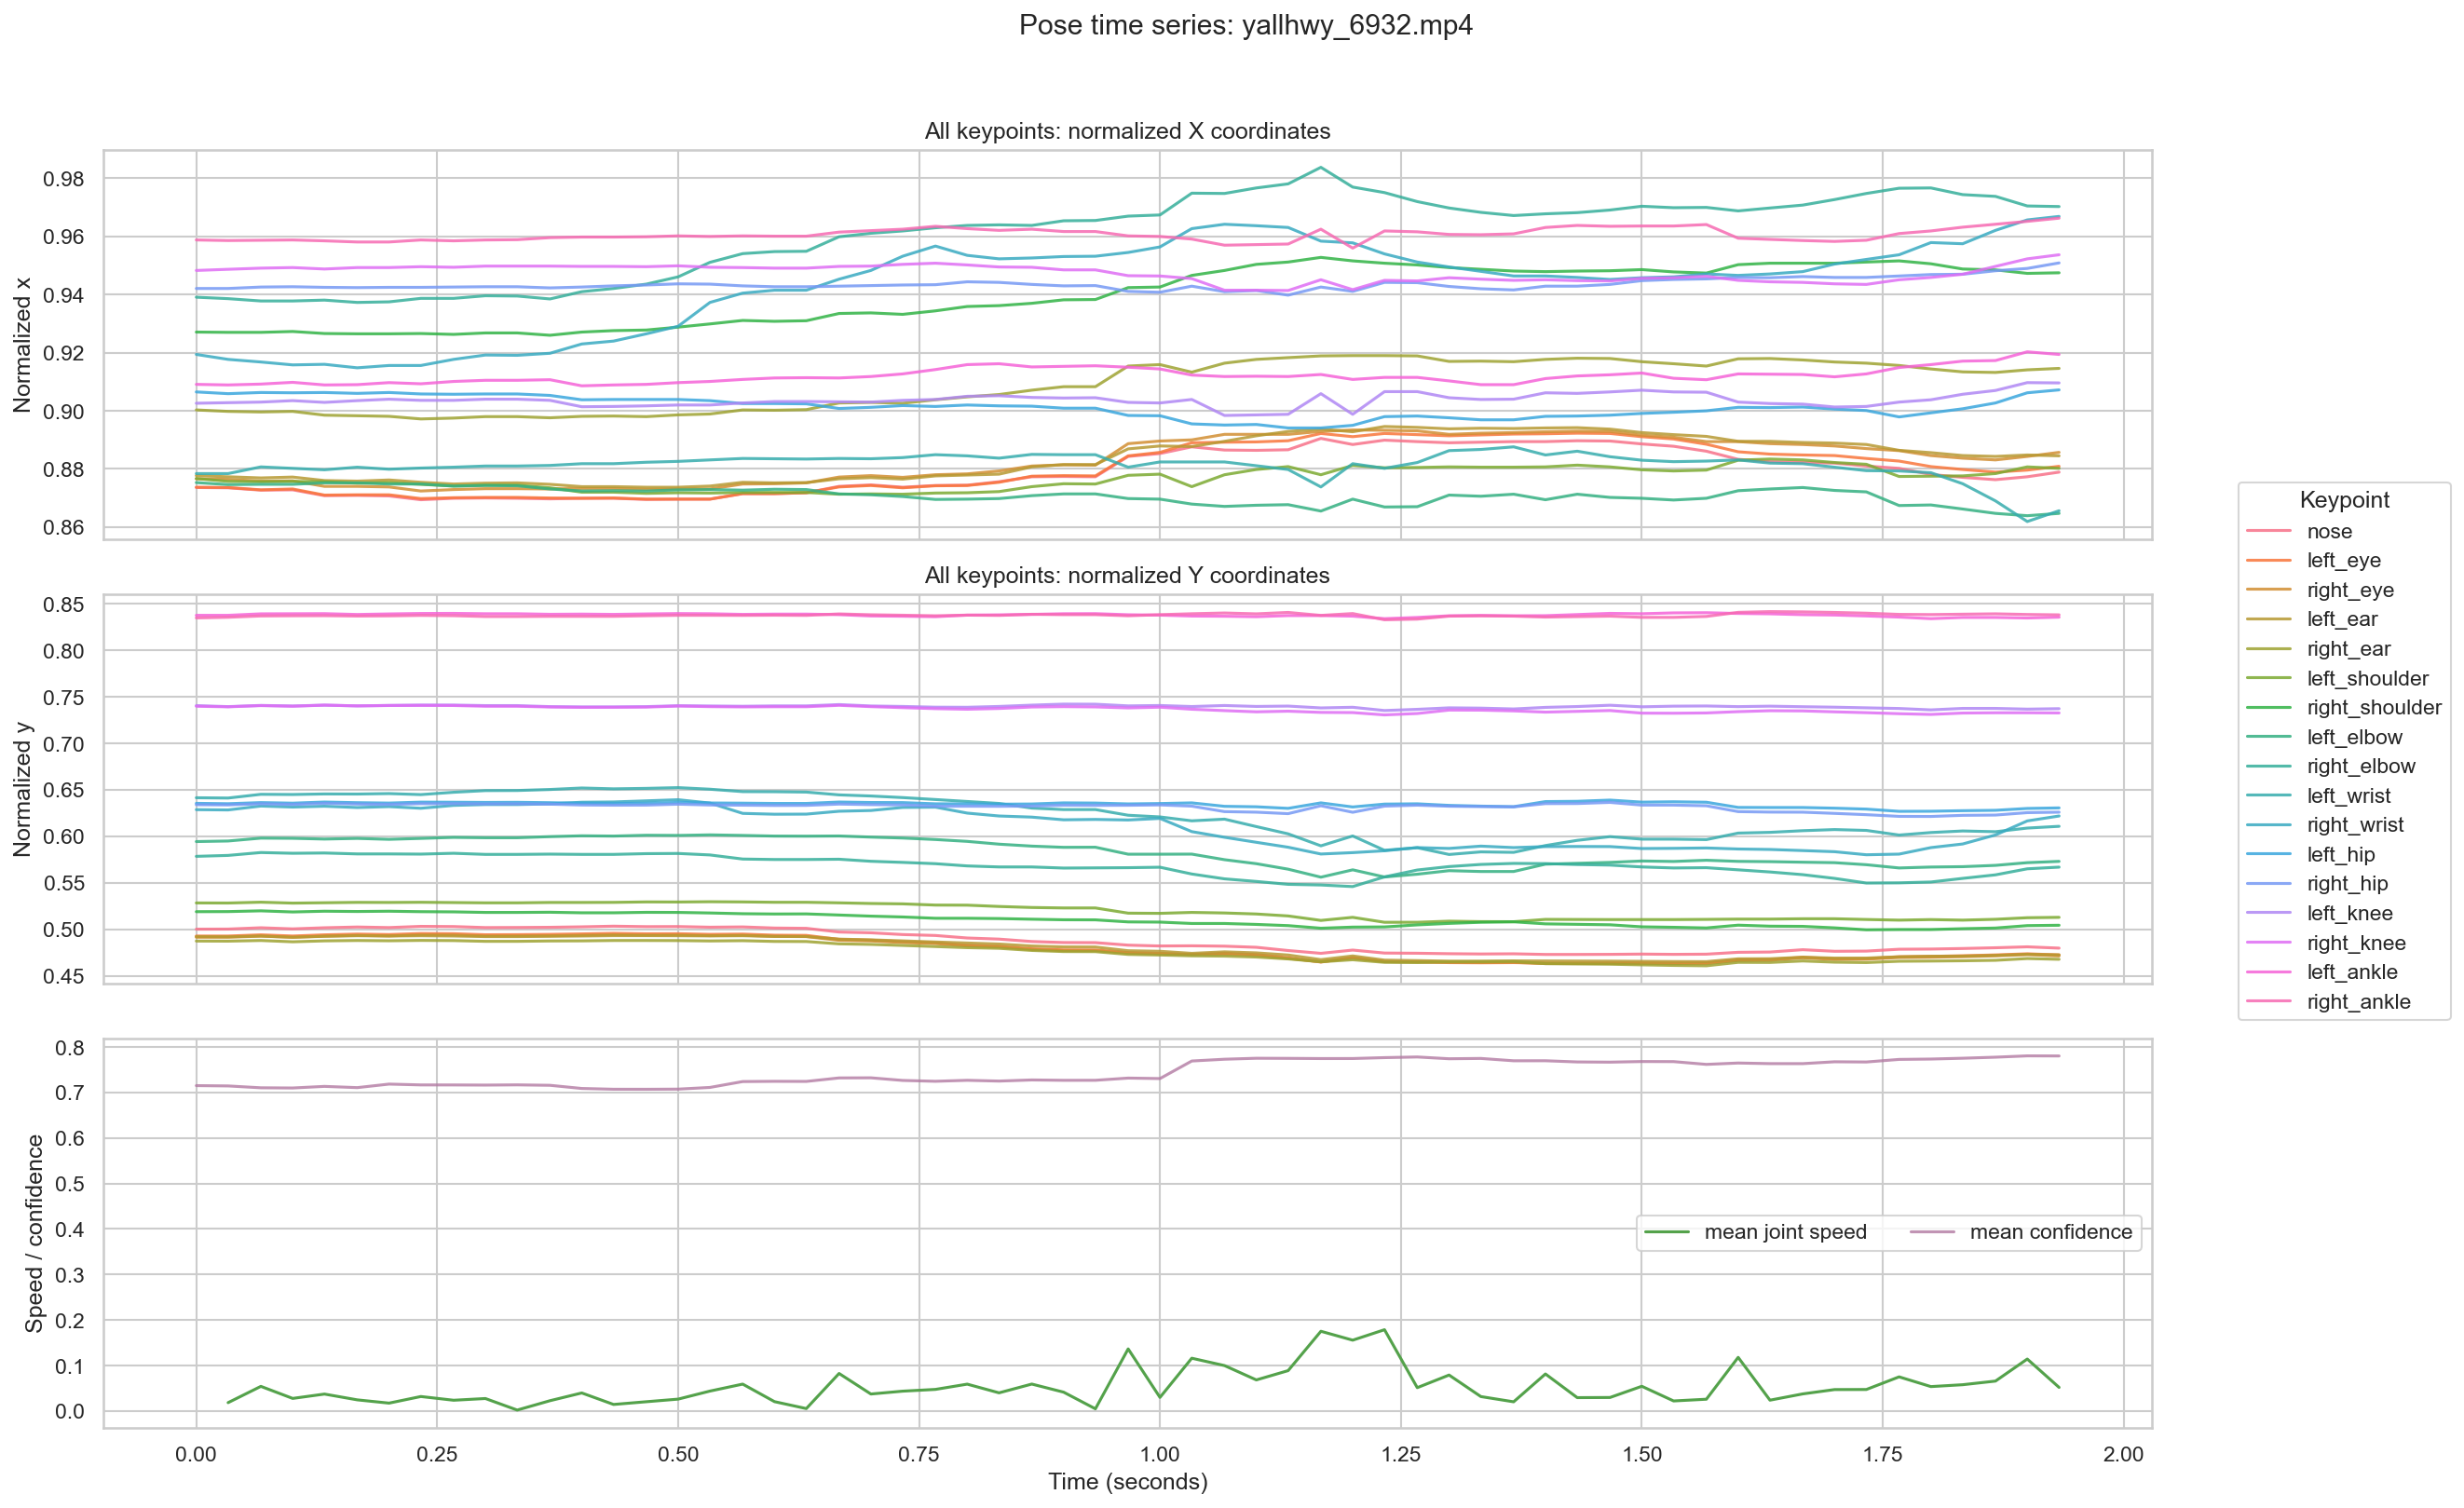 Pose time series: yallhwy_6932.mp4
All keypoints: normalized X coordinates
Normalized x
0.98
0.96
0.94
0.92
0.90
0.88
0.86
All keypoints: normalized Y coordinates
Normalized y
0.85
0.80
0.75
0.70
0.65
0.60
0.55
0.50
0.45
Keypoint
nose
left_eye
right_eye
left_ear
right_ear
left_shoulder
right_shoulder
left_elbow
right_elbow
left_wrist
right_wrist
left_hip
right_hip
left_knee
right_knee
left_ankle
right_ankle
Speed / confidence
0.8
0.7
0.6
0.5
0.4
0.3
0.2
0.1
0.0
mean joint speed mean confidence
0.00 0.25 0.50 0.75 1.00 1.25 1.50 1.75 2.00
Time (seconds)